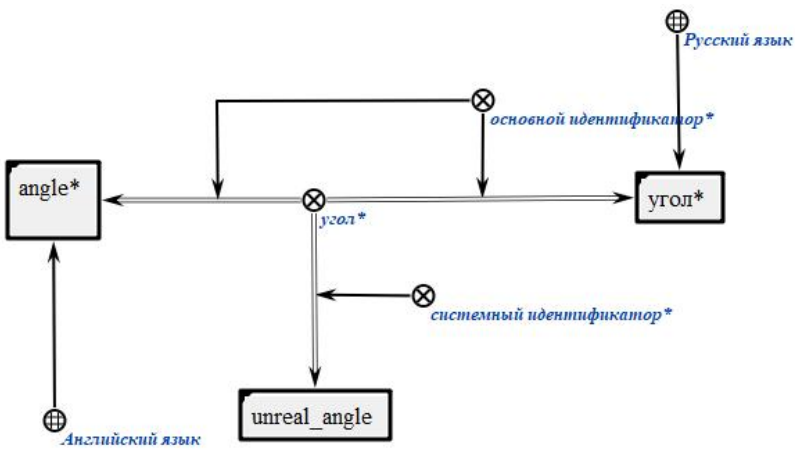 Русский язык
основной идентификатор*
angle*
угол*
угол*
системный идентификатор*
unreal_angle
Английский язык